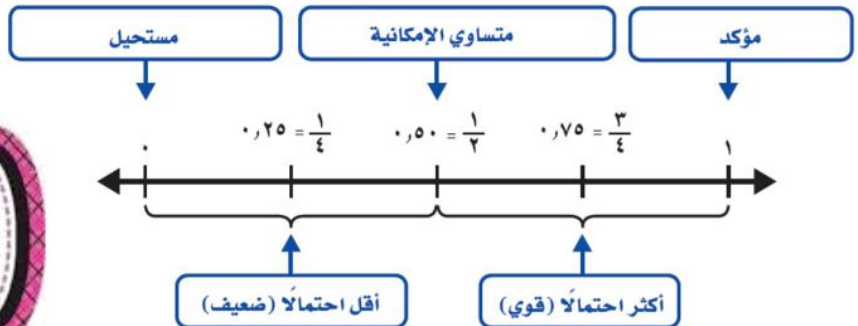 مؤكد
متساوي الإمكانية
مستحيل
٠
٠,٢٥ = ١/٤
٠,٥٠ = ١/٢
٠,٧٥ = ٣/٤
١
أكثر احتمالًا (قوي)
أقل احتمالًا (ضعيف)